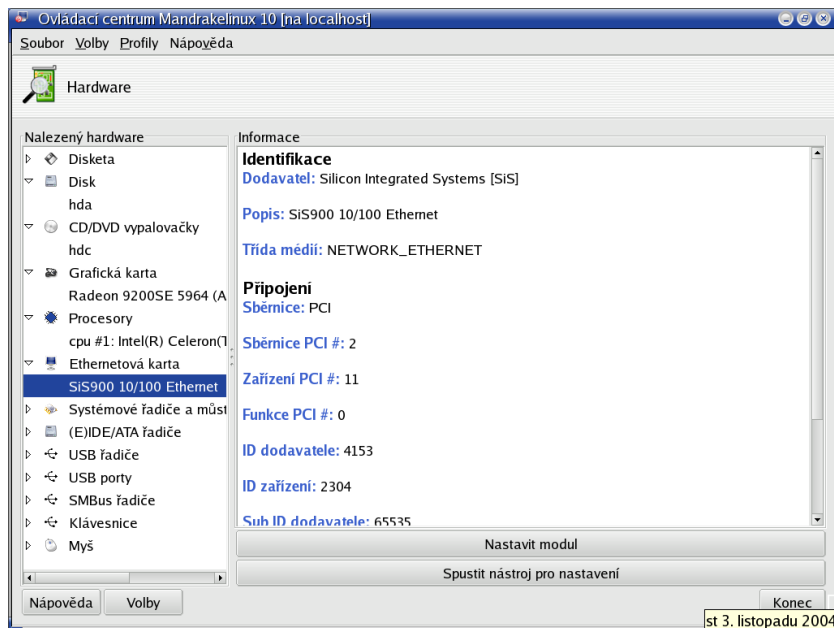 Ovládací centrum Mandrakelinux 10 [na localhost]
Soubor Volby Profily Nápověda
Hardware
Nalezený hardware
Disketa
Disk
hda
CD/DVD vypalovačky
hdc
Grafická karta
Radeon 9200SE 5964 (A
Procesory
cpu #1: Intel(R) Celeron(T
Ethernetová karta
SiS900 10/100 Ethernet
Systémové řadiče a můst
(E)IDE/ATA řadiče
USB řadiče
USB porty
SMBus řadiče
Klávesnice
Myš
Informace
Identifikace
Dodavatel: Silicon Integrated Systems [SiS]
Popis: SiS900 10/100 Ethernet
Třída médií: NETWORK_ETHERNET
Připojení
Sběrnice: PCI
Sběrnice PCI #: 2
Zařízení PCI #: 11
Funkce PCI #: 0
ID dodavatele: 4153
ID zařízení: 2304
Sub ID dodavatele: 65535
Nastavit modul
Spustit nástroj pro nastavení
Nápověda Volby Konec
st 3. listopadu 2004